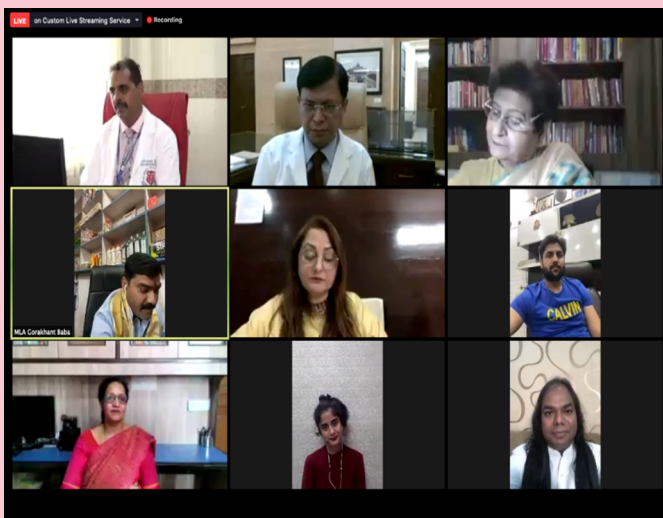 LIVE on Custom Live Streaming Service Recording
MLA Gorakhant Baba
CALVIN